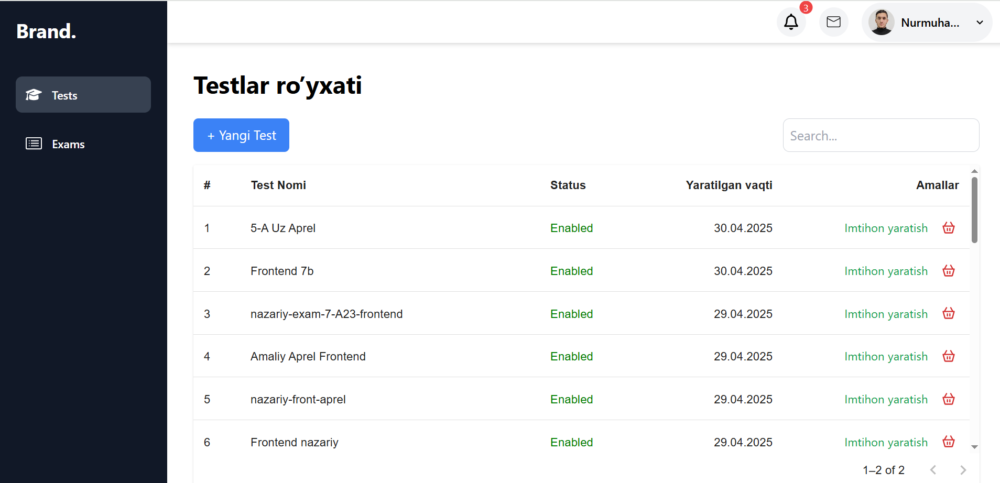 Brand.
3
Nurmuha...
Tests
Exams
Testlar ro’yxati
+ Yangi Test
Search...
# Test Nomi Status Yaratilgan vaqti Amallar
1 5-A Uz Aprel Enabled 30.04.2025 Imtihon yaratish
2 Frontend 7b Enabled 30.04.2025 Imtihon yaratish
3 nazariy-exam-7-A23-frontend Enabled 29.04.2025 Imtihon yaratish
4 Amaliy Aprel Frontend Enabled 29.04.2025 Imtihon yaratish
5 nazariy-front-aprel Enabled 29.04.2025 Imtihon yaratish
6 Frontend nazariy Enabled 29.04.2025 Imtihon yaratish
1–2 of 2